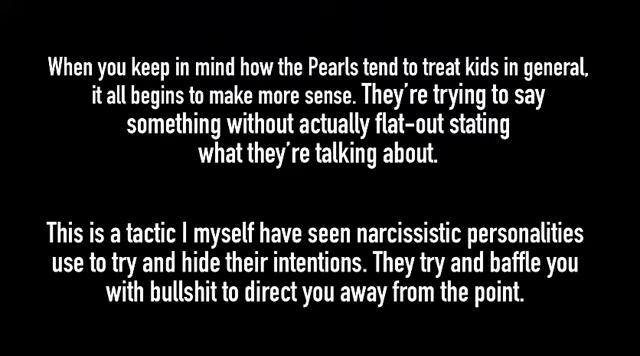 When you keep in mind how the Pearls tend to treat kids in general,
it all begins to make more sense. They're trying to say
something without actually flat-out stating
what they're talking about.
This is a tactic I myself have seen narcissistic personalities
use to try and hide their intentions. They try and baffle you
with bullshit to direct you away from the point.